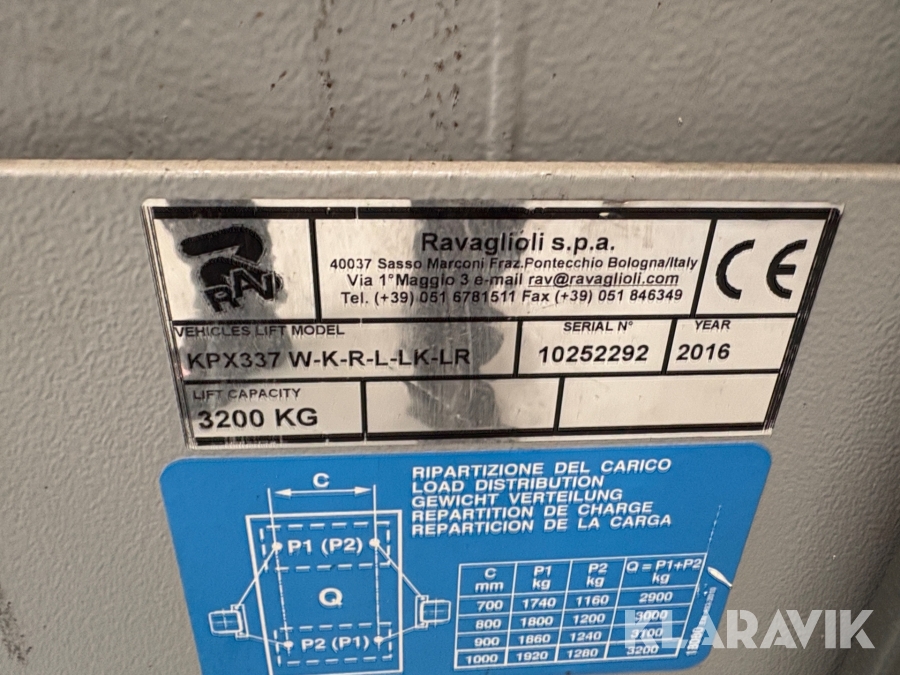 RAV
Ravaglioli s.p.a.
40037 Sasso Marconi Fraz.Pontecchio Bologna/Italy
Via 1°Maggio 3 e-mail rav@ravaglioli.com
Tel. (+39) 051 6781511 Fax (+39) 051 846349
CE
VEHICLES LIFT MODEL
KPX337 W-K-R-L-LK-LR
SERIAL N°
10252292
YEAR
2016
LIFT CAPACITY
3200 KG
RIPARTIZIONE DEL CARICO
LOAD DISTRIBUTION
GEWICHT VERTEILUNG
REPARTITION DE CHARGE
REPARTICION DE LA CARGA
C
P1 (P2)
Q
P2 (P1)
C mm P1 kg P2 kg Q = P1+P2 kg
700 1740 1160 2900
800 1800 1200 3000
900 1860 1240 3100
1000 1920 1280 3200
KLARAVIK